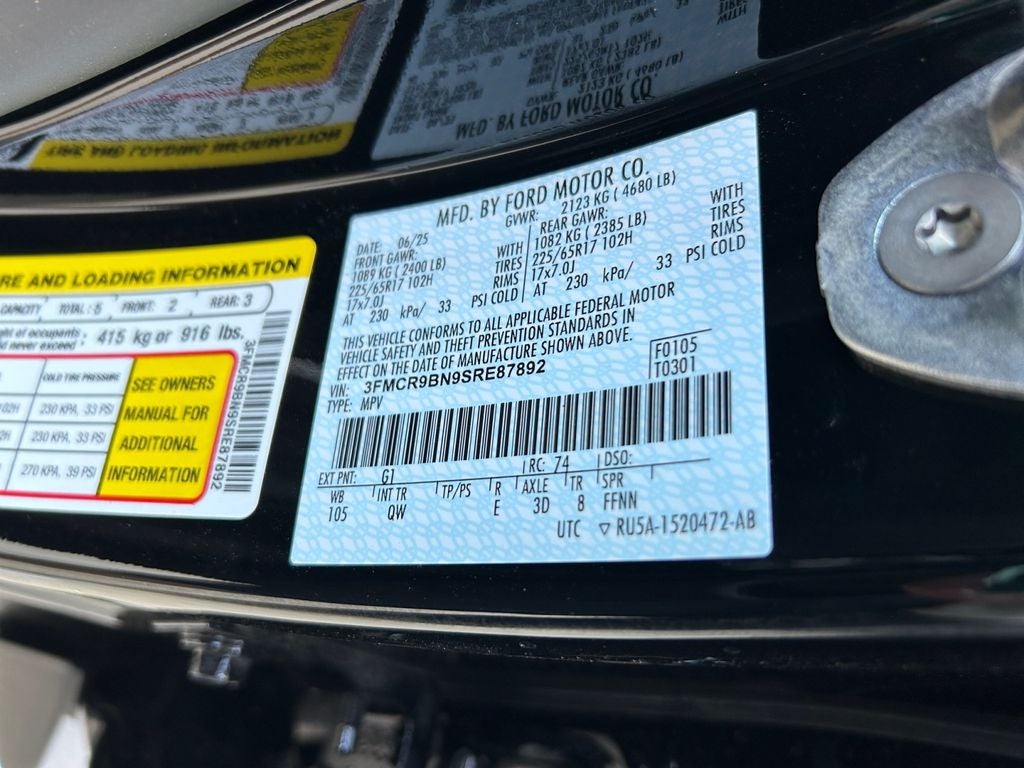 MFD. BY FORD MOTOR CO.
DATE: 06/25 GVWR: 2123 KG ( 4680 LB)
FRONT GAWR: REAR GAWR:
1089 KG ( 2400 LB) WITH 1082 KG ( 2385 LB) WITH
225/65R17 102H TIRES 225/65R17 102H TIRES
17x7.0J RIMS 17x7.0J RIMS
AT 230 kPa/ 33 PSI COLD AT 230 kPa/ 33 PSI COLD
THIS VEHICLE CONFORMS TO ALL APPLICABLE FEDERAL MOTOR
VEHICLE SAFETY AND THEFT PREVENTION STANDARDS IN
EFFECT ON THE DATE OF MANUFACTURE SHOWN ABOVE.
VIN: 3FMCR9BN9SRE87892 F0105
TYPE: MPV T0301
EXT PNT: G1 RC: 74 DSO:
WB INT TR TP/PS R AXLE TR SPR
105 QW E 3D 8 FFNN
UTC ▽ RU5A-1520472-AB
AND LOADING INFORMATION
CAPACITY TOTAL: 5 FRONT: 2 REAR: 3
of occupants
never exceed 415 kg or 916 lbs.
COLD TIRE PRESSURE
230 KPA, 33 PSI
230 KPA, 33 PSI
270 KPA, 39 PSI
SEE OWNERS
MANUAL FOR
ADDITIONAL
INFORMATION
3FMCR9BN9SRE87892